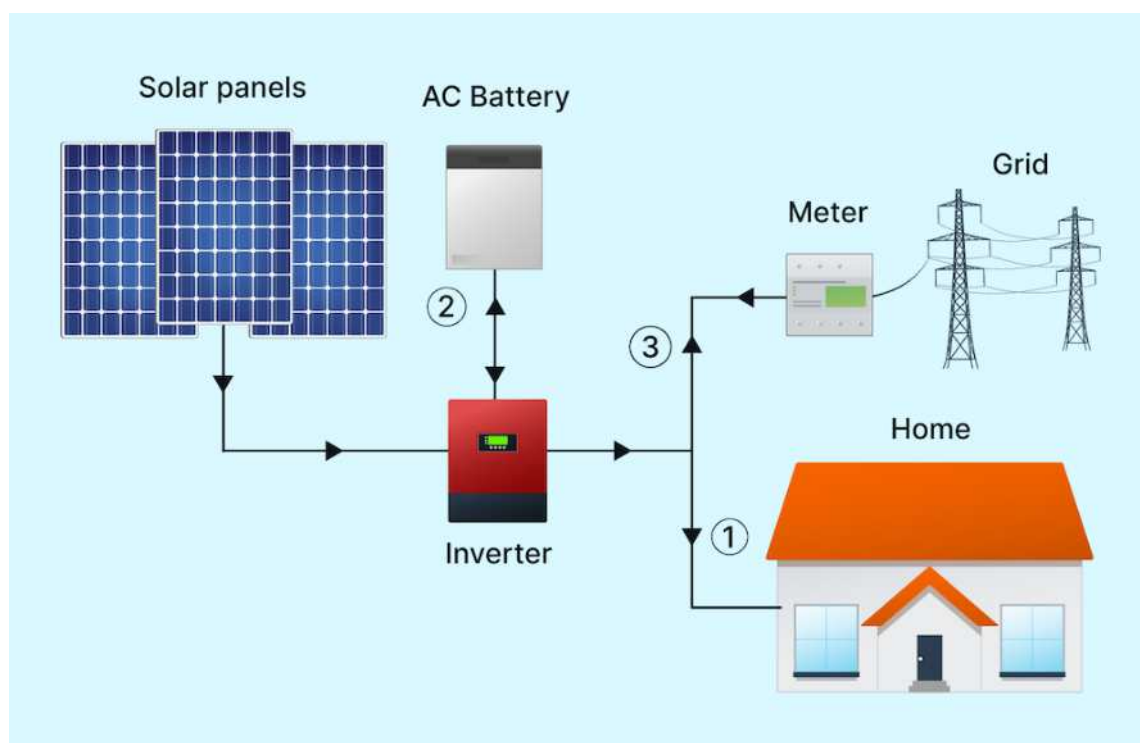 Solar panels
AC Battery
Grid
Meter
2
3
Home
1
Inverter